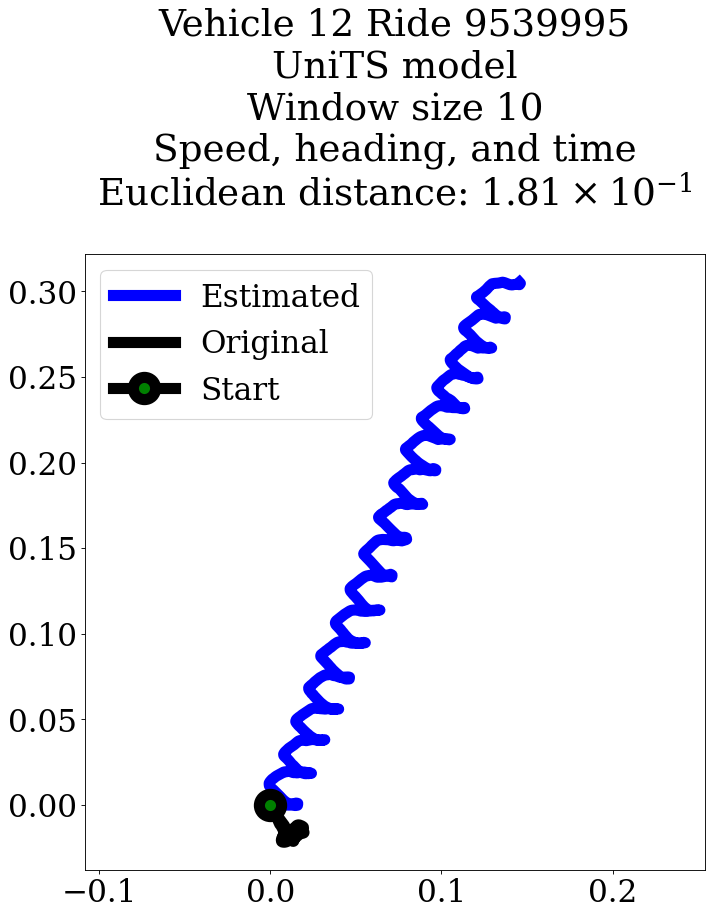 Vehicle 12 Ride 9539995
UniTS model
Window size 10
Speed, heading, and time
Euclidean distance: 1.81 × 10⁻¹
Estimated
Original
Start
0.30
0.25
0.20
0.15
0.10
0.05
0.00
−0.1 0.0 0.1 0.2